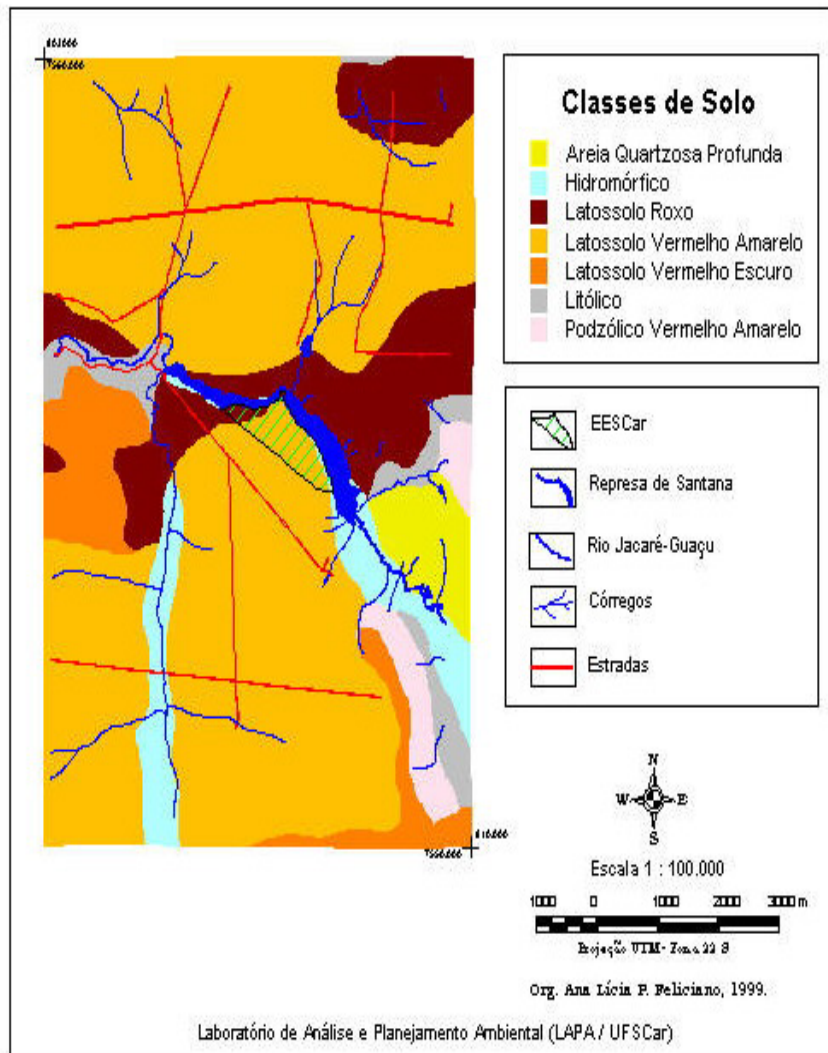 Classes de Solo
Areia Quartzosa Profunda
Hidromórfico
Latossolo Roxo
Latossolo Vermelho Amarelo
Latossolo Vermelho Escuro
Litólico
Podzólico Vermelho Amarelo
EESCar
Represa de Santana
Rio Jacaré-Guaçu
Córregos
Estradas
N
W E
S
Escala 1 : 100.000
1000 0 1000 2000 3000 m
Projeção UTM - Zona 22 S
Org. Ana Lícia P. Feliciano, 1999.
Laboratório de Análise e Planejamento Ambiental (LAPA / UFSCar)